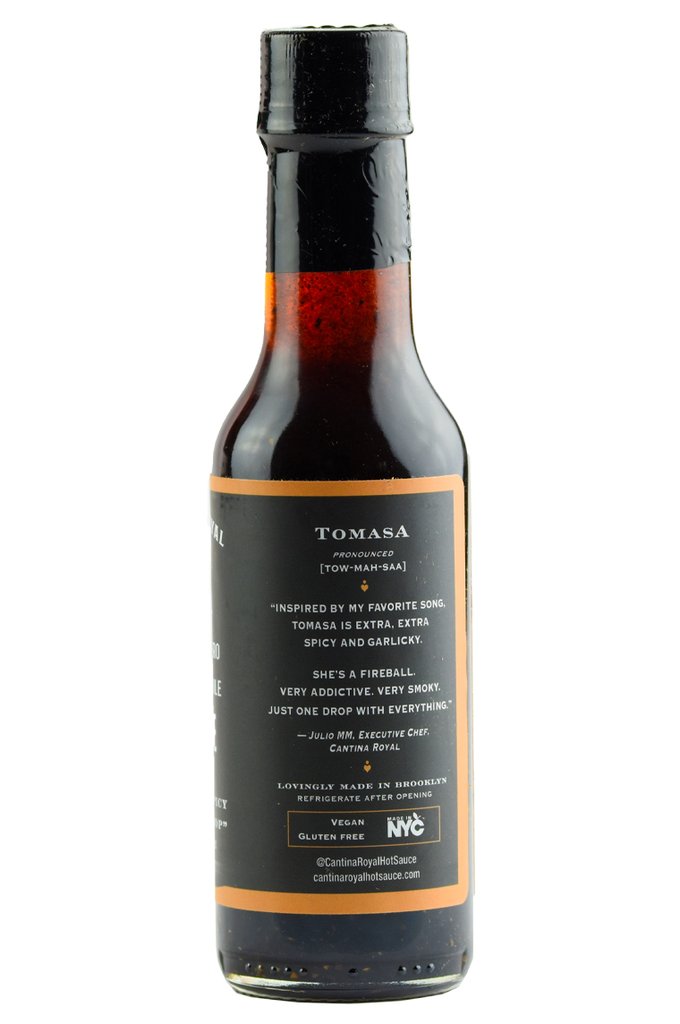 TOMASA
PRONOUNCED
[TOW-MAH-SAA]
“INSPIRED BY MY FAVORITE SONG,
TOMASA IS EXTRA, EXTRA
SPICY AND GARLICKY.
SHE'S A FIREBALL.
VERY ADDICTIVE. VERY SMOKY.
JUST ONE DROP WITH EVERYTHING.”
— JULIO MM, EXECUTIVE CHEF,
CANTINA ROYAL
LOVINGLY MADE IN BROOKLYN
REFRIGERATE AFTER OPENING
VEGAN
GLUTEN FREE
MADE IN
NYC
@CantinaRoyalHotSauce
cantinaroyalhotsauce.com